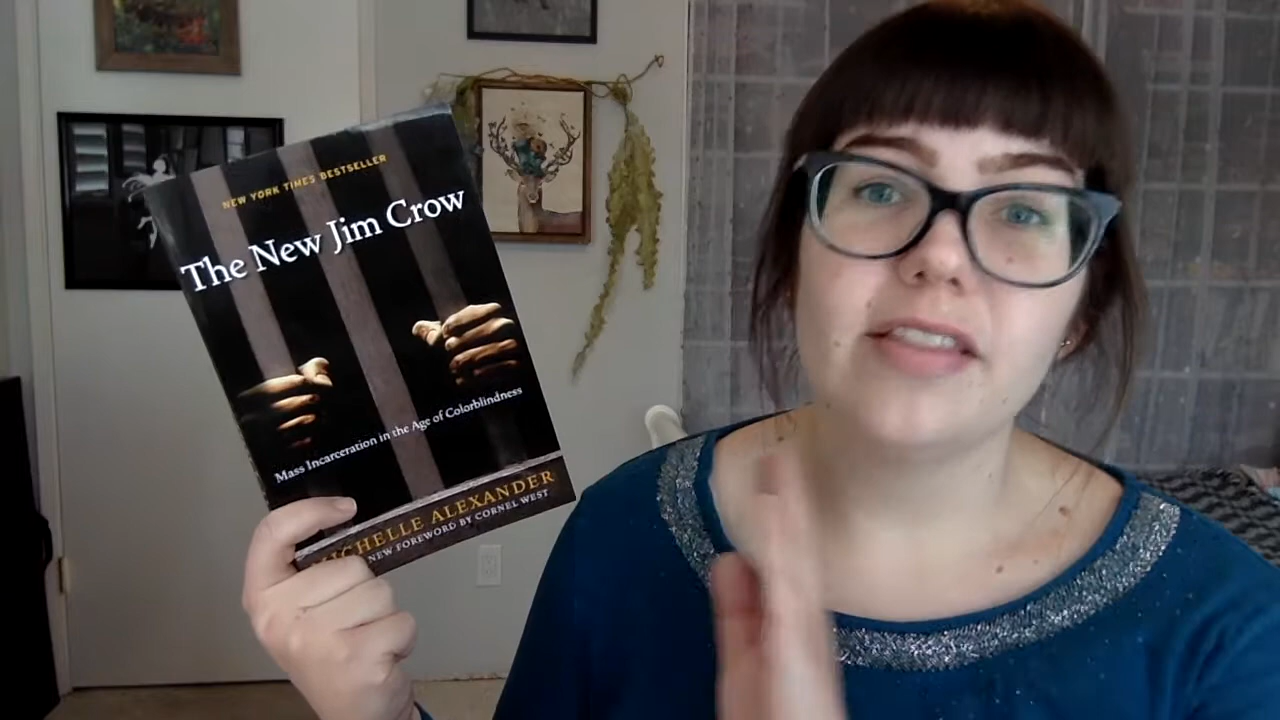 NEW YORK TIMES BESTSELLER
The New Jim Crow
Mass Incarceration in the Age of Colorblindness
MICHELLE ALEXANDER
NEW FOREWORD BY CORNEL WEST